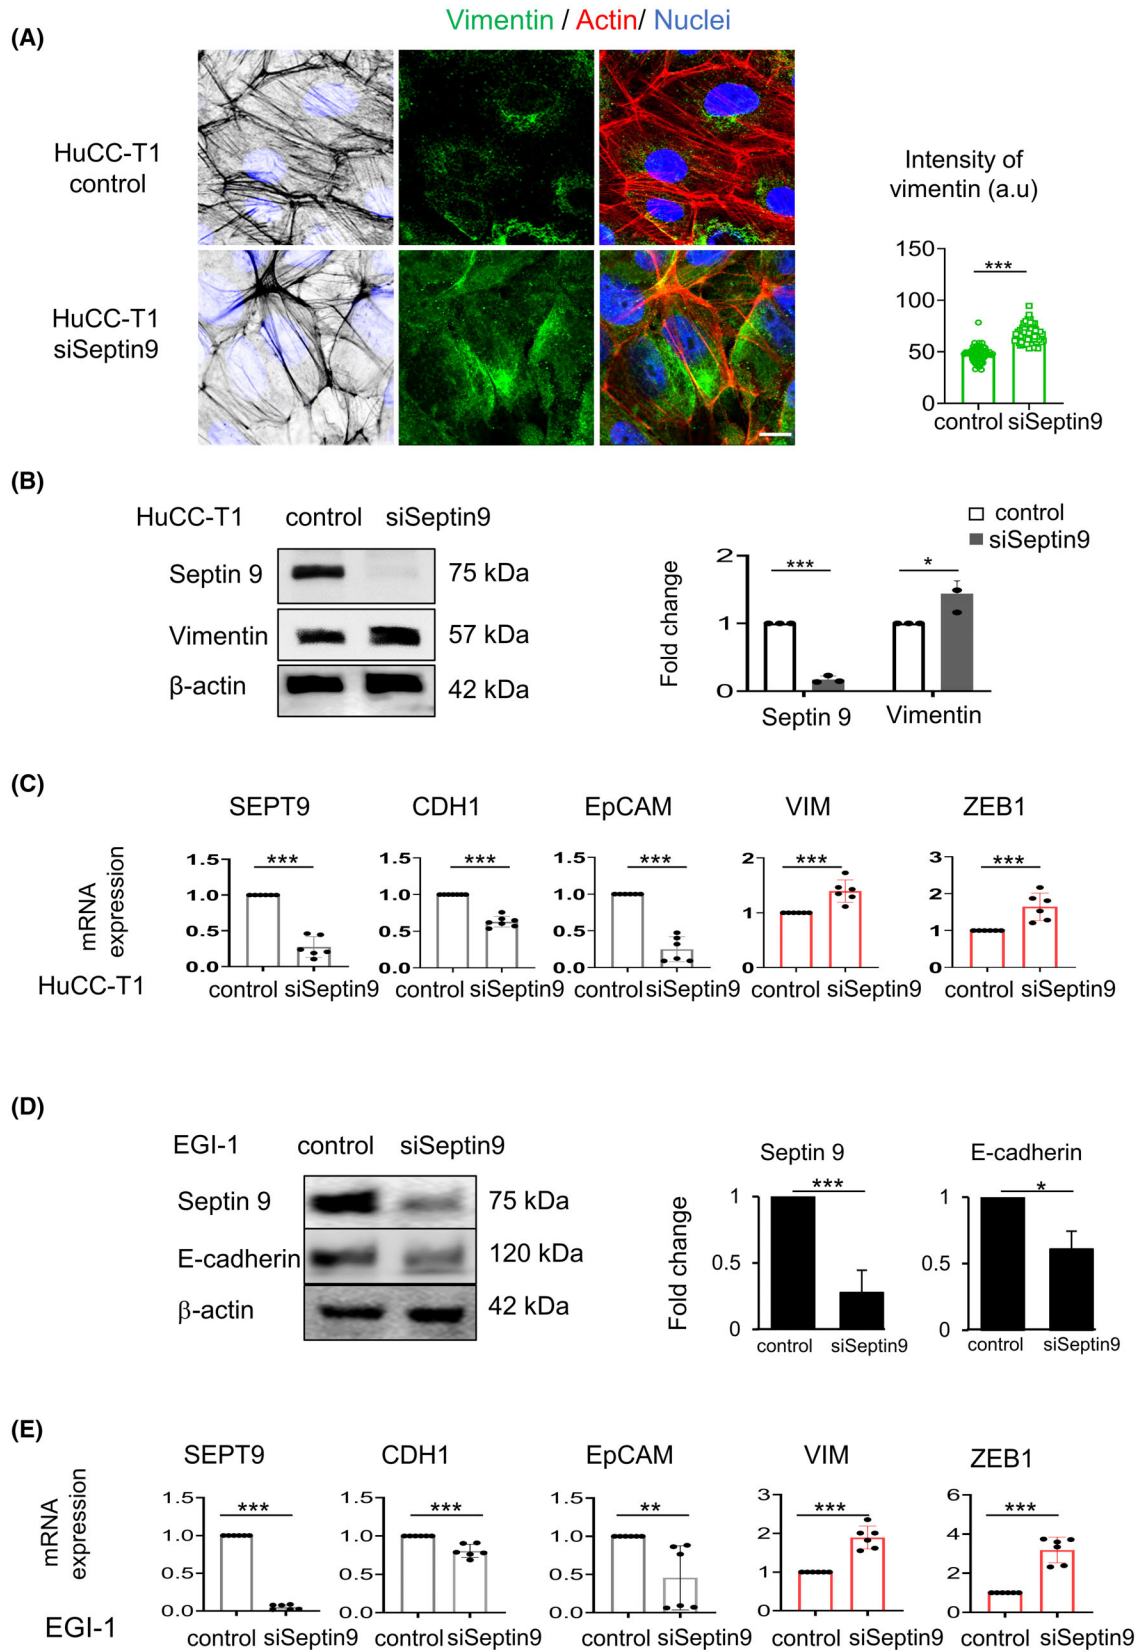 Vimentin / Actin/ Nuclei
(A)
HuCC-T1
control
HuCC-T1
siSeptin9
Intensity of
vimentin (a.u)
150
100
50
0
***
control siSeptin9
(B)
HuCC-T1 control siSeptin9
Septin 9 75 kDa
Vimentin 57 kDa
β-actin 42 kDa
control
siSeptin9
Fold change
2
1
0
*** *
Septin 9 Vimentin
(C)
mRNA
expression
HuCC-T1
SEPT9 CDH1 EpCAM VIM ZEB1
1.5 1.5 1.5 2 3
*** *** *** *** ***
1.0 1.0 1.0 1 2
0.5 0.5 0.5 1
0.0 0.0 0.0 0 0
control siSeptin9 control siSeptin9 control siSeptin9 control siSeptin9 control siSeptin9
(D)
EGI-1 control siSeptin9
Septin 9 75 kDa
E-cadherin 120 kDa
β-actin 42 kDa
Fold change
Septin 9 E-cadherin
*** *
1 1
0.5 0.5
0 0
control siSeptin9 control siSeptin9
(E)
mRNA
expression
EGI-1
SEPT9 CDH1 EpCAM VIM ZEB1
1.5 1.5 1.5 3 6
*** *** ** *** ***
1.0 1.0 1.0 2 4
0.5 0.5 0.5 1 2
0.0 0.0 0.0 0 0
control siSeptin9 control siSeptin9 control siSeptin9 control siSeptin9 control siSeptin9